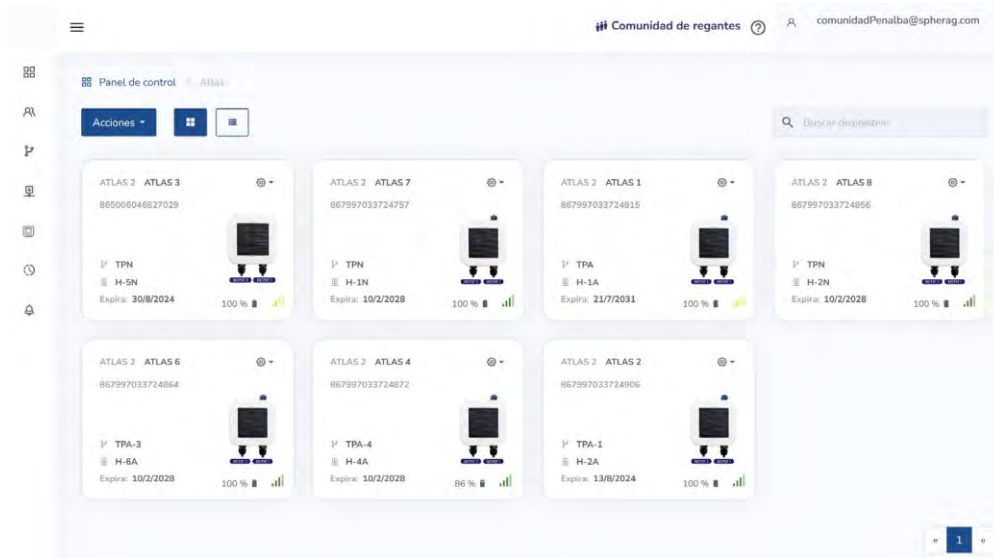 Comunidad de regantes
comunidadPenalba@spherag.com
Panel de control Atlas
Acciones
Buscar dispositivo
ATLAS 2 ATLAS 3
865006046527029
TPN
H-5N
Expira: 30/8/2024
100 %
ATLAS 2 ATLAS 7
867997033724757
TPN
H-1N
Expira: 10/2/2028
100 %
ATLAS 2 ATLAS 1
867997033724815
TPA
H-1A
Expira: 21/7/2031
100 %
ATLAS 2 ATLAS 8
867997033724856
TPN
H-2N
Expira: 10/2/2028
100 %
ATLAS 2 ATLAS 6
867997033724864
TPA-3
H-6A
Expira: 10/2/2028
100 %
ATLAS 2 ATLAS 4
867997033724872
TPA-4
H-4A
Expira: 10/2/2028
86 %
ATLAS 2 ATLAS 2
867997033724906
TPA-1
H-2A
Expira: 13/8/2024
100 %
« 1 »